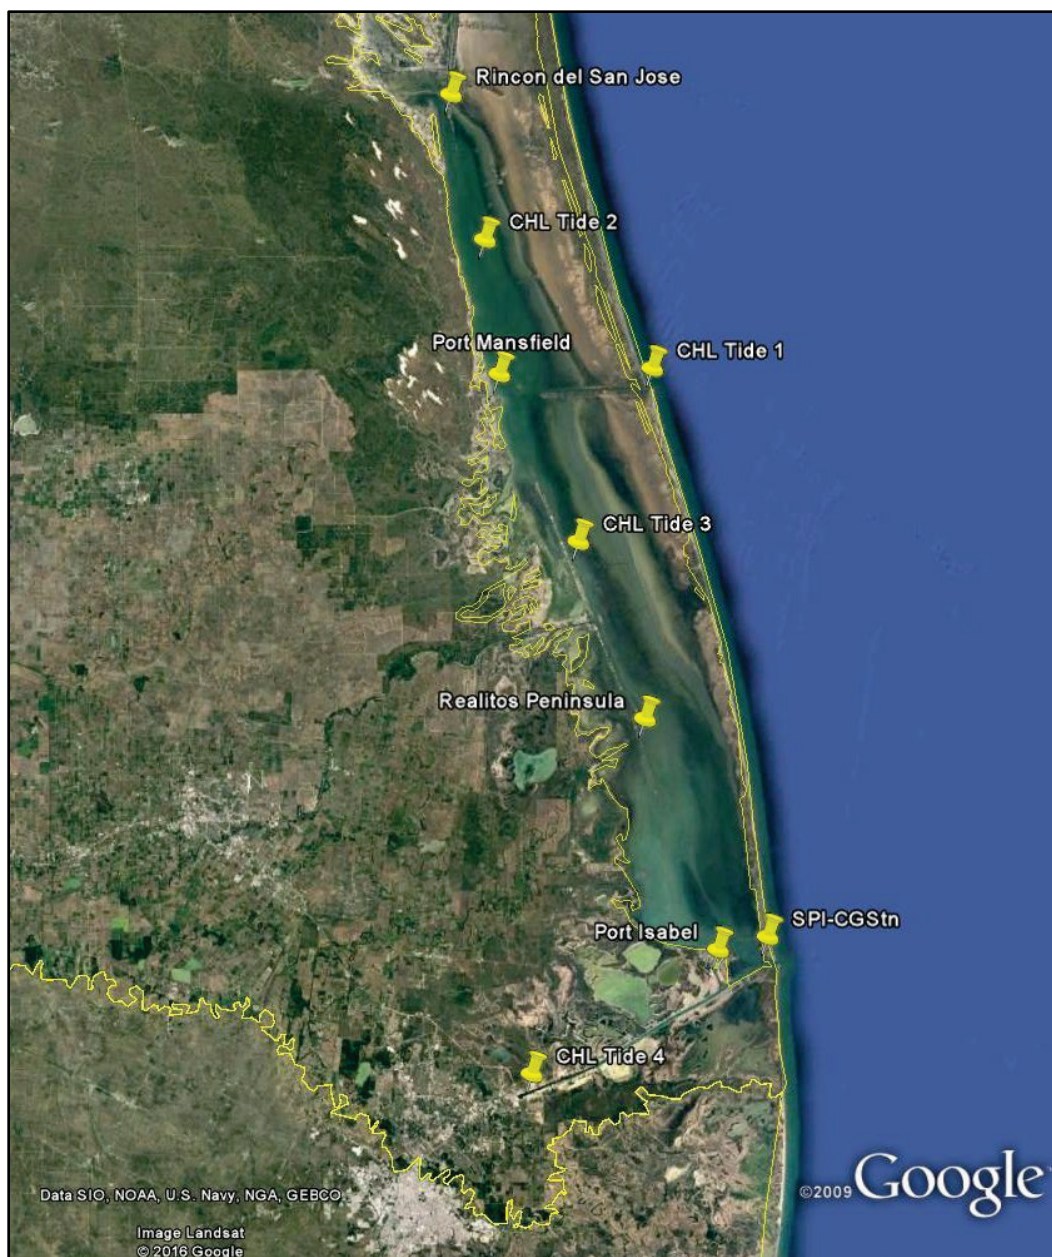 Rincon del San Jose
CHL Tide 2
Port Mansfield
CHL Tide 1
CHL Tide 3
Realitos Peninsula
SPI-CGStn
Port Isabel
CHL Tide 4
Data SIO, NOAA, U.S. Navy, NGA, GEBCO
©2009 Google
Image Landsat
© 2016 Google